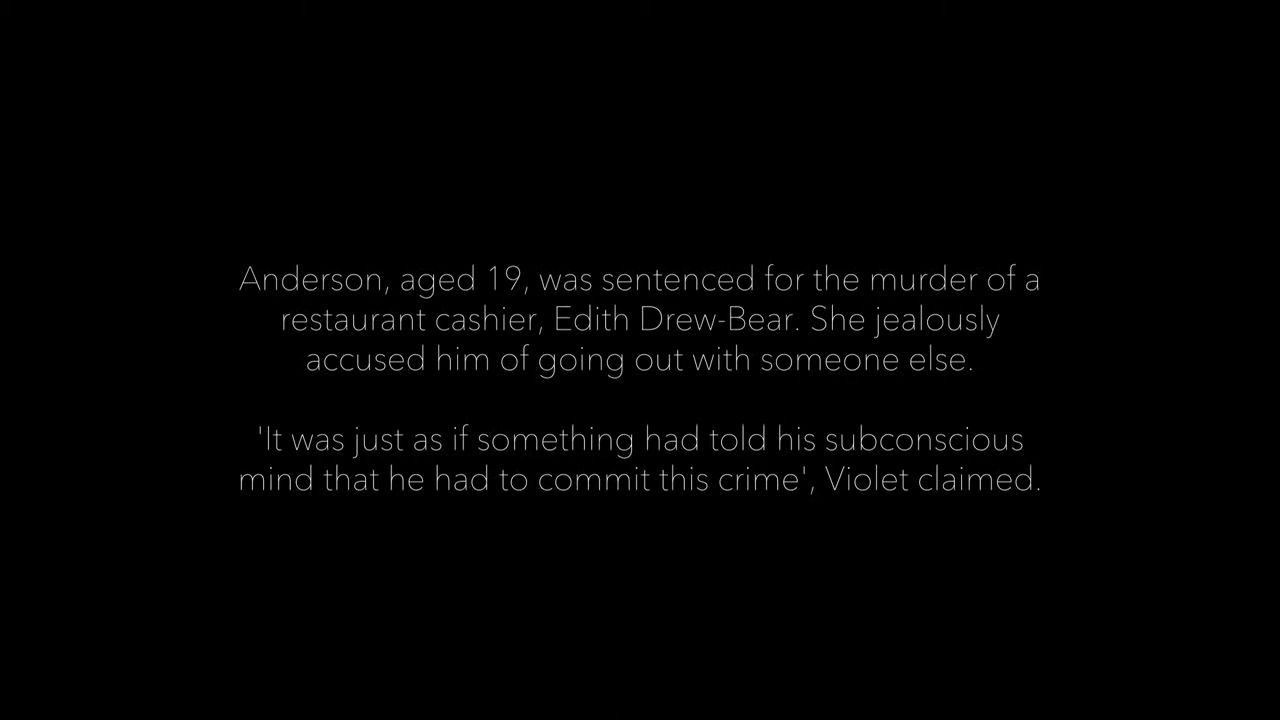 Anderson, aged 19, was sentenced for the murder of a
restaurant cashier, Edith Drew-Bear. She jealously
accused him of going out with someone else.
'It was just as if something had told his subconscious
mind that he had to commit this crime', Violet claimed.